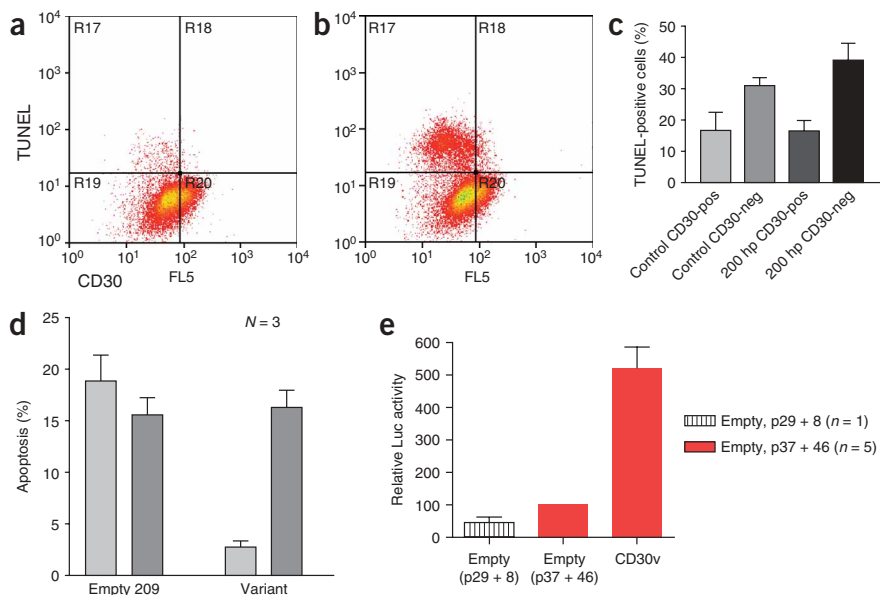 a
R17
R18
R19
R20
10⁴
10³
10²
10¹
10⁰
TUNEL
10⁰ 10¹ 10² 10³ 10⁴
CD30
FL5
b
R17
R18
R19
R20
10⁴
10³
10²
10¹
10⁰
10⁰ 10¹ 10² 10³ 10⁴
FL5
c
TUNEL-positive cells (%)
50
40
30
20
10
0
Control CD30-pos
Control CD30-neg
200 hp CD30-pos
200 hp CD30-neg
d
N = 3
Apoptosis (%)
25
20
15
10
5
0
Empty 209
Variant
e
Relative Luc activity
600
500
400
300
200
100
0
Empty
(p29 + 8)
Empty
(p37 + 46)
CD30v
Empty, p29 + 8 (n = 1)
Empty, p37 + 46 (n = 5)